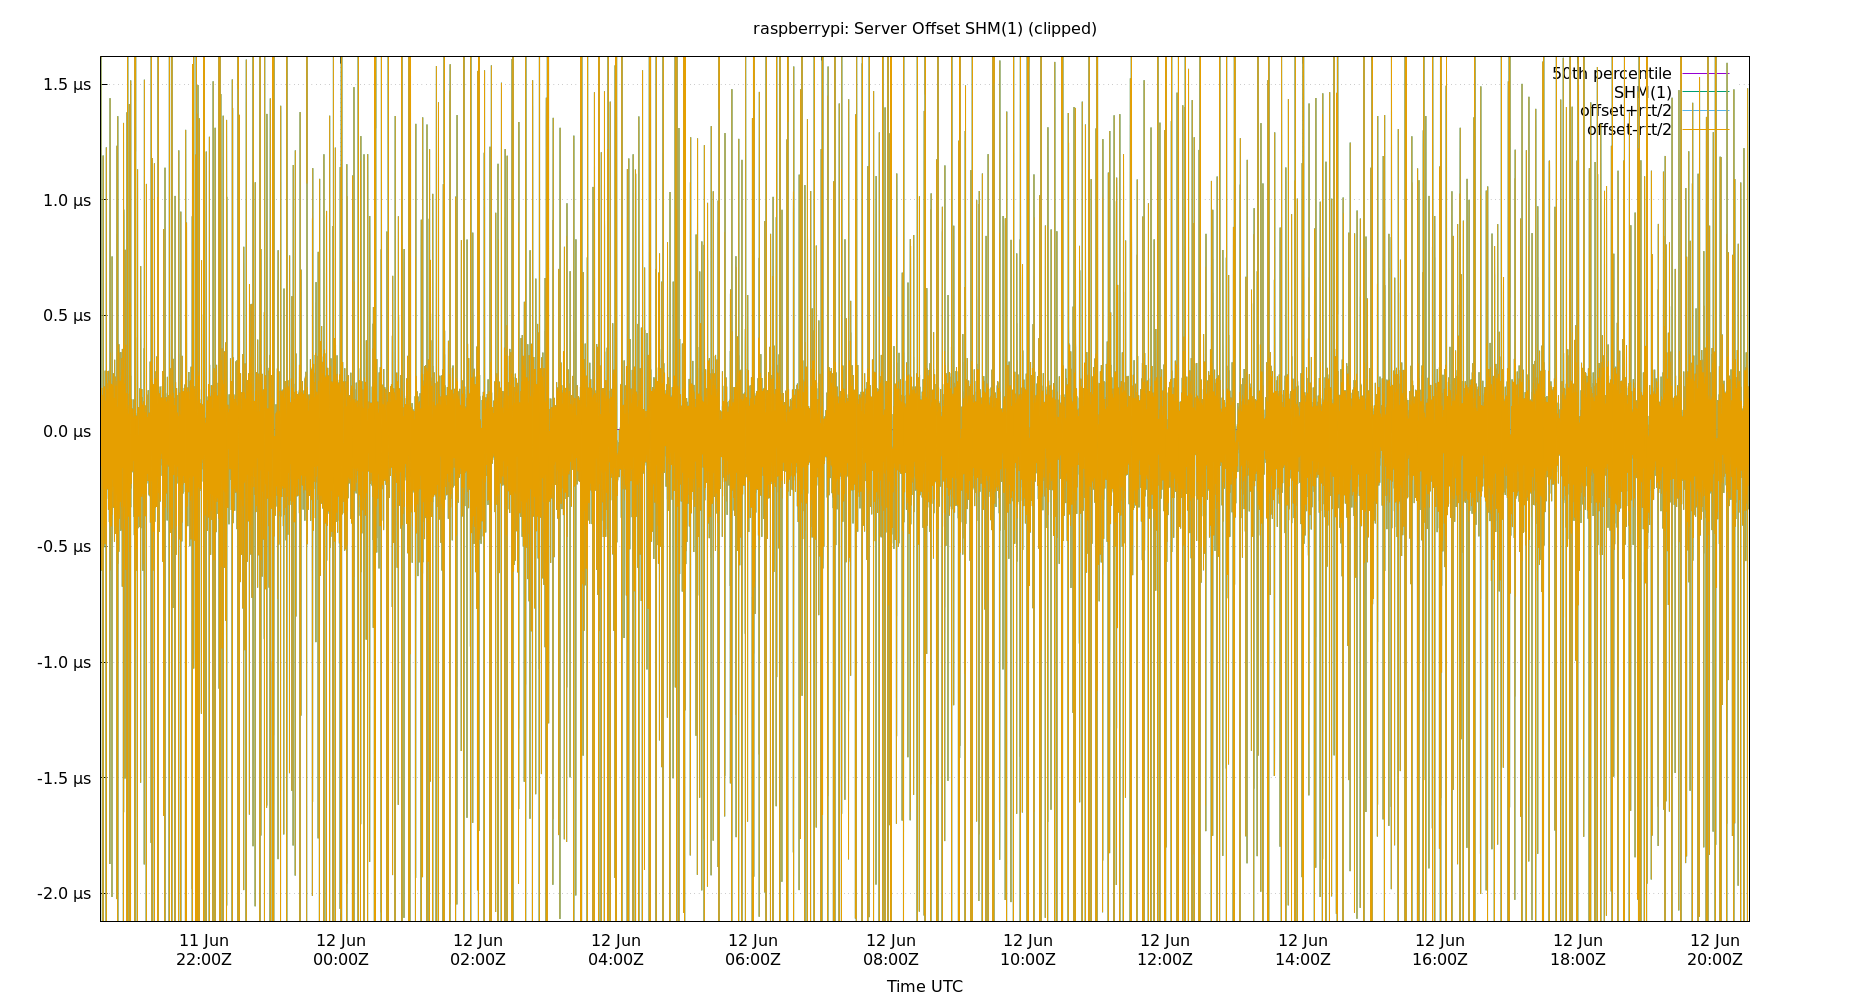 raspberrypi: Server Offset SHM(1) (clipped)
50th percentile
SHM(1)
offset+rtt/2
offset-rtt/2
1.5 µs
1.0 µs
0.5 µs
0.0 µs
-0.5 µs
-1.0 µs
-1.5 µs
-2.0 µs
11 Jun 12 Jun 12 Jun 12 Jun 12 Jun 12 Jun 12 Jun 12 Jun 12 Jun 12 Jun 12 Jun 12 Jun
22:00Z 00:00Z 02:00Z 04:00Z 06:00Z 08:00Z 10:00Z 12:00Z 14:00Z 16:00Z 18:00Z 20:00Z
Time UTC